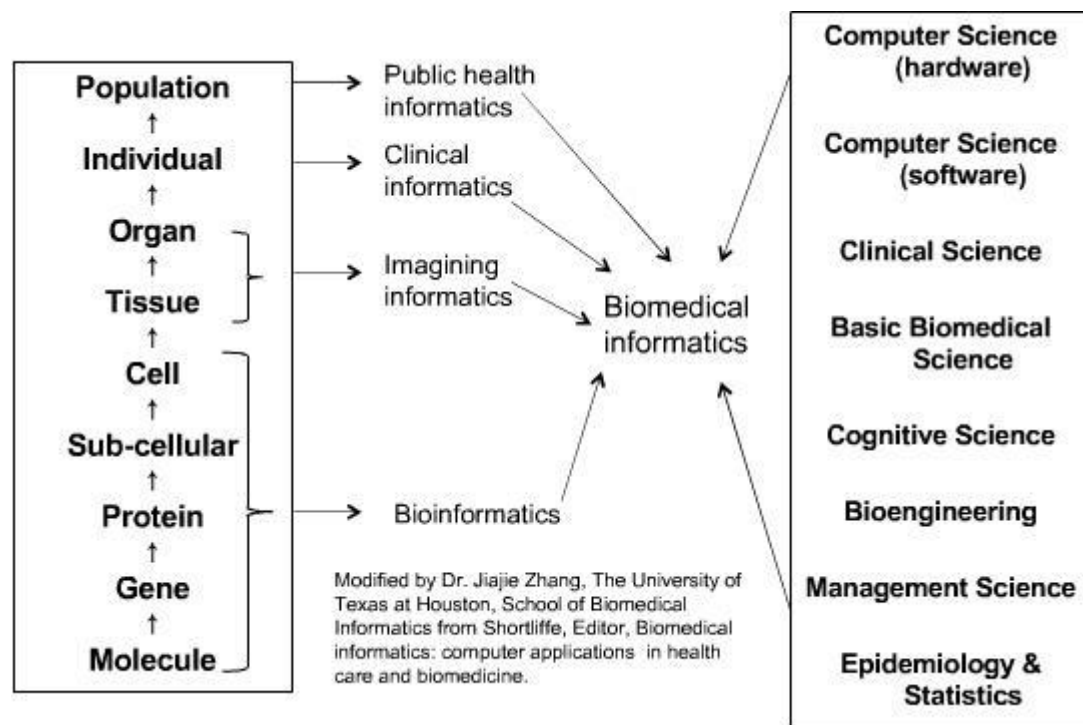 Population
↑
Individual
↑
Organ
↑
Tissue
↑
Cell
↑
Sub-cellular
↑
Protein
↑
Gene
↑
Molecule
Public health
informatics
Clinical
informatics
Imagining
informatics
Bioinformatics
Biomedical
informatics
Modified by Dr. Jiajie Zhang, The University of
Texas at Houston, School of Biomedical
Informatics from Shortliffe, Editor, Biomedical
informatics: computer applications in health
care and biomedicine.
Computer Science
(hardware)
Computer Science
(software)
Clinical Science
Basic Biomedical
Science
Cognitive Science
Bioengineering
Management Science
Epidemiology &
Statistics